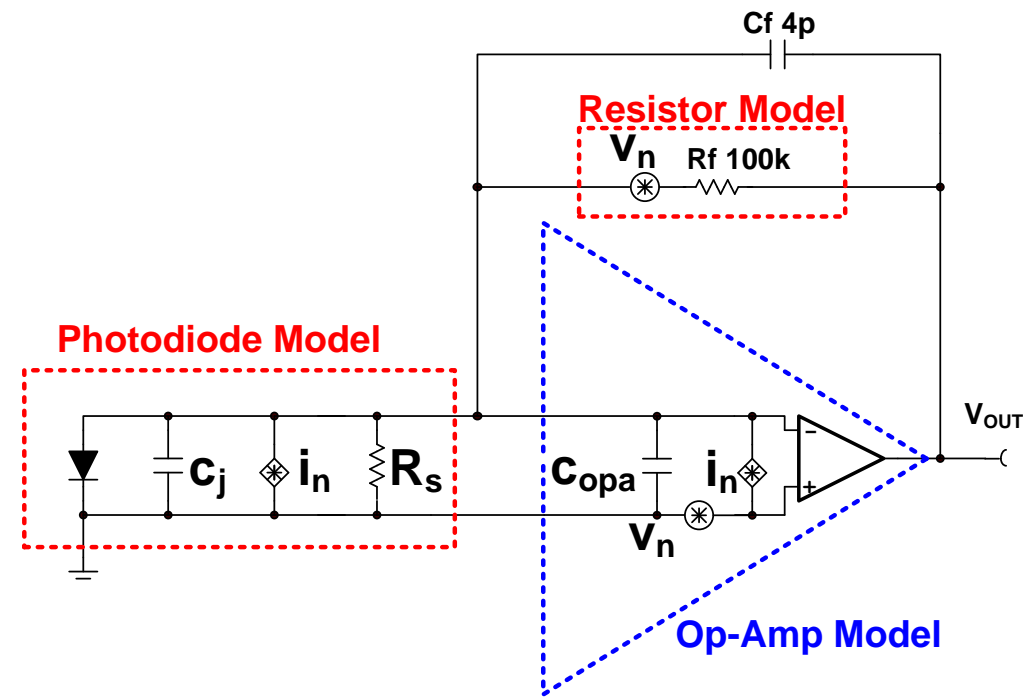 Cf 4p
Resistor Model
vn
Rf 100k
Photodiode Model
VOUT
−
cj
in
Rs
copa
in
+
vn
Op-Amp Model